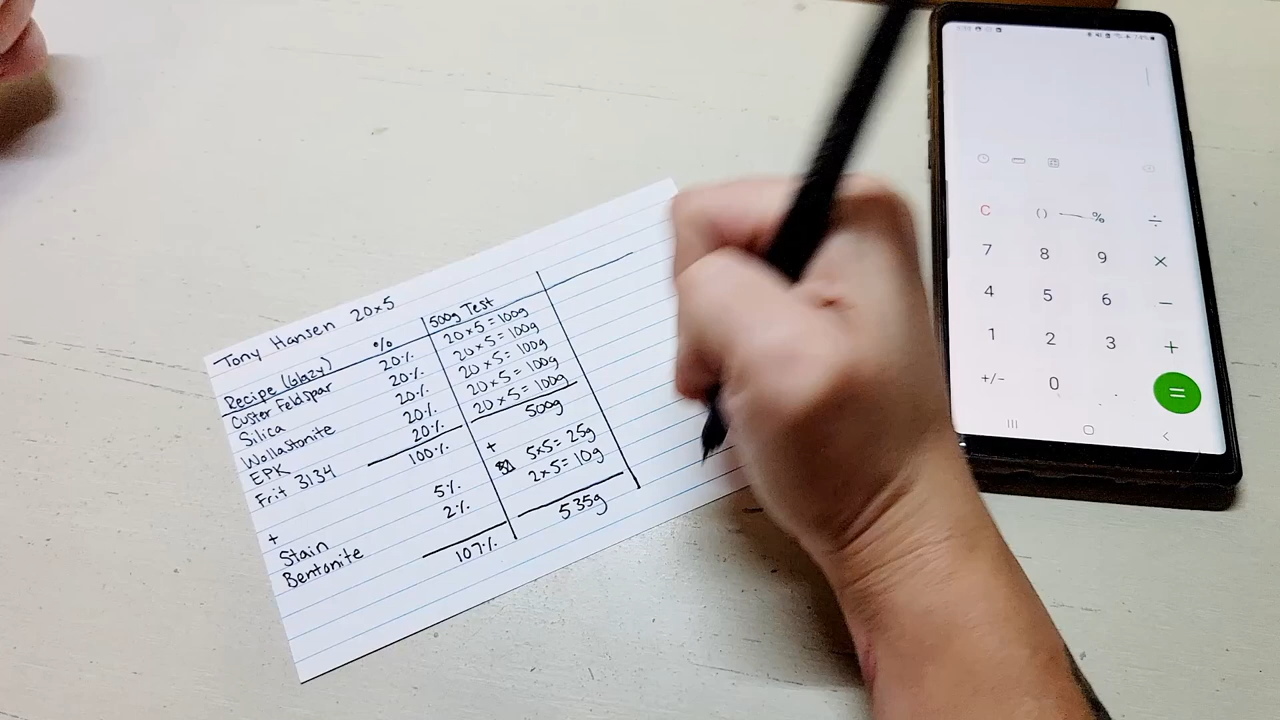 Tony Hansen 20x5
Recipe (Glazy) % 500g Test
Custer Feldspar 20% 20x5=100g
Silica 20% 20x5=100g
Wollastonite 20% 20x5=100g
EPK 20% 20x5=100g
Frit 3134 20% 20x5=100g
100% 500g
+ +
Stain 5% 5x5=25g
Bentonite 2% 2x5=10g
107% 535g
C () % ÷
7 8 9 ×
4 5 6 −
1 2 3 +
+/− 0 . =